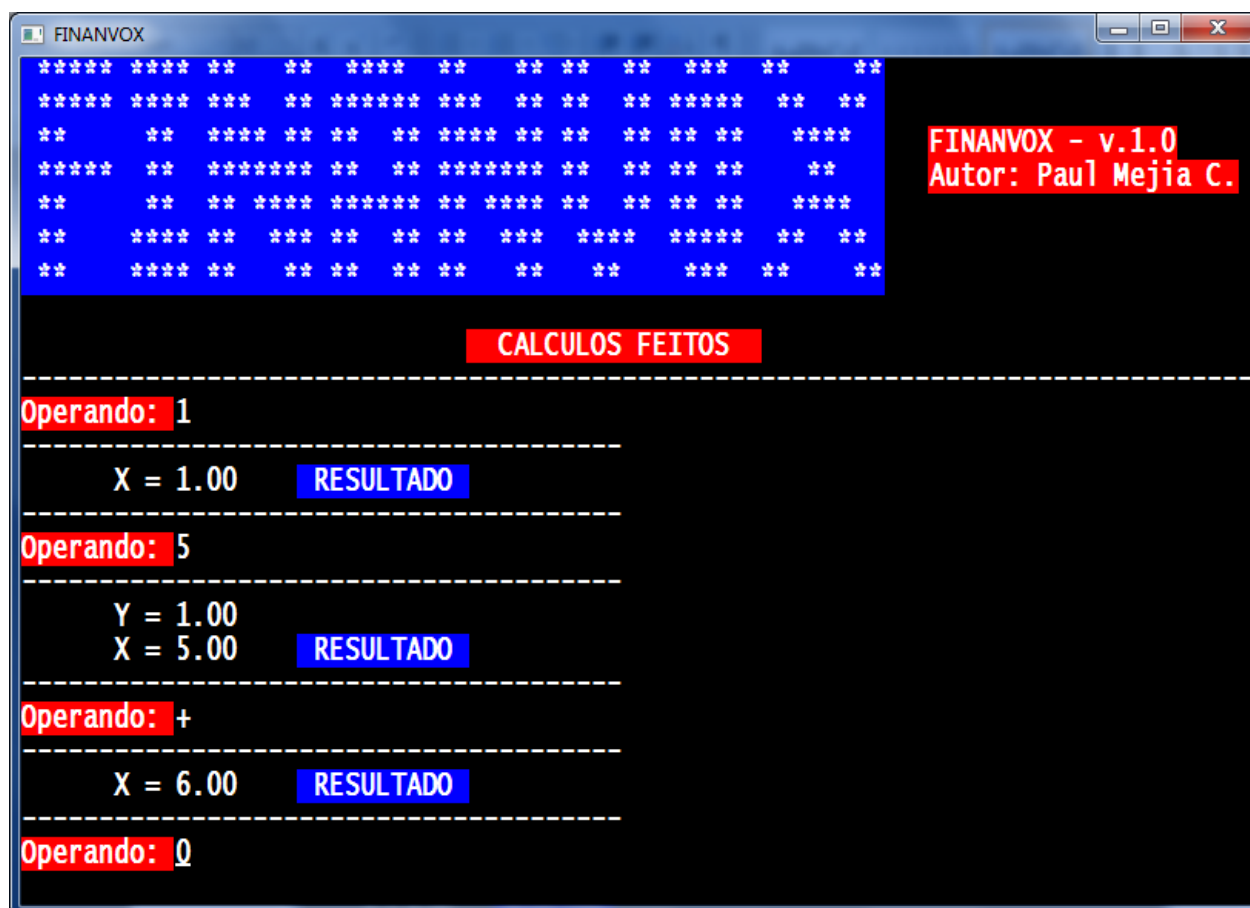 FINANVOX
***** **** **    **  ****  **    ** **  **  ***  **    **
***** **** ***  ** ****** ***  ** **  ** *****  **  **
**     **  **** ** **  ** **** ** **  ** ** **   ****
*****  **  ******* **  ** ******* **  ** ** **    **
**     **  ** **** ****** ** **** **  ** ** **   ****
**    **** **  *** **  ** **  ***  ****  *****  **  **
**    **** **   ** **  ** **   **   **    ***  **    **
FINANVOX - v.1.0
Autor: Paul Mejia C.
CALCULOS FEITOS
--------------------------------------------------------------------------------
Operando: 1
---------------------------------------
X = 1.00 RESULTADO
---------------------------------------
Operando: 5
---------------------------------------
Y = 1.00
X = 5.00 RESULTADO
---------------------------------------
Operando: +
---------------------------------------
X = 6.00 RESULTADO
---------------------------------------
Operando: 0